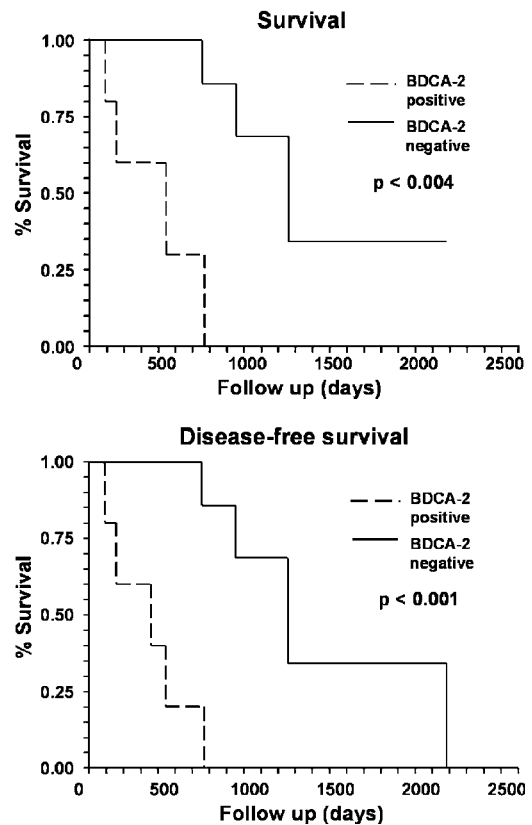 Survival
1.00
0.75
0.50
0.25
0.00
% Survival
BDCA-2
positive
BDCA-2
negative
p < 0.004
0 500 1000 1500 2000 2500
Follow up (days)
Disease-free survival
1.00
0.75
0.50
0.25
0.00
% Survival
BDCA-2
positive
BDCA-2
negative
p < 0.001
0 500 1000 1500 2000 2500
Follow up (days)